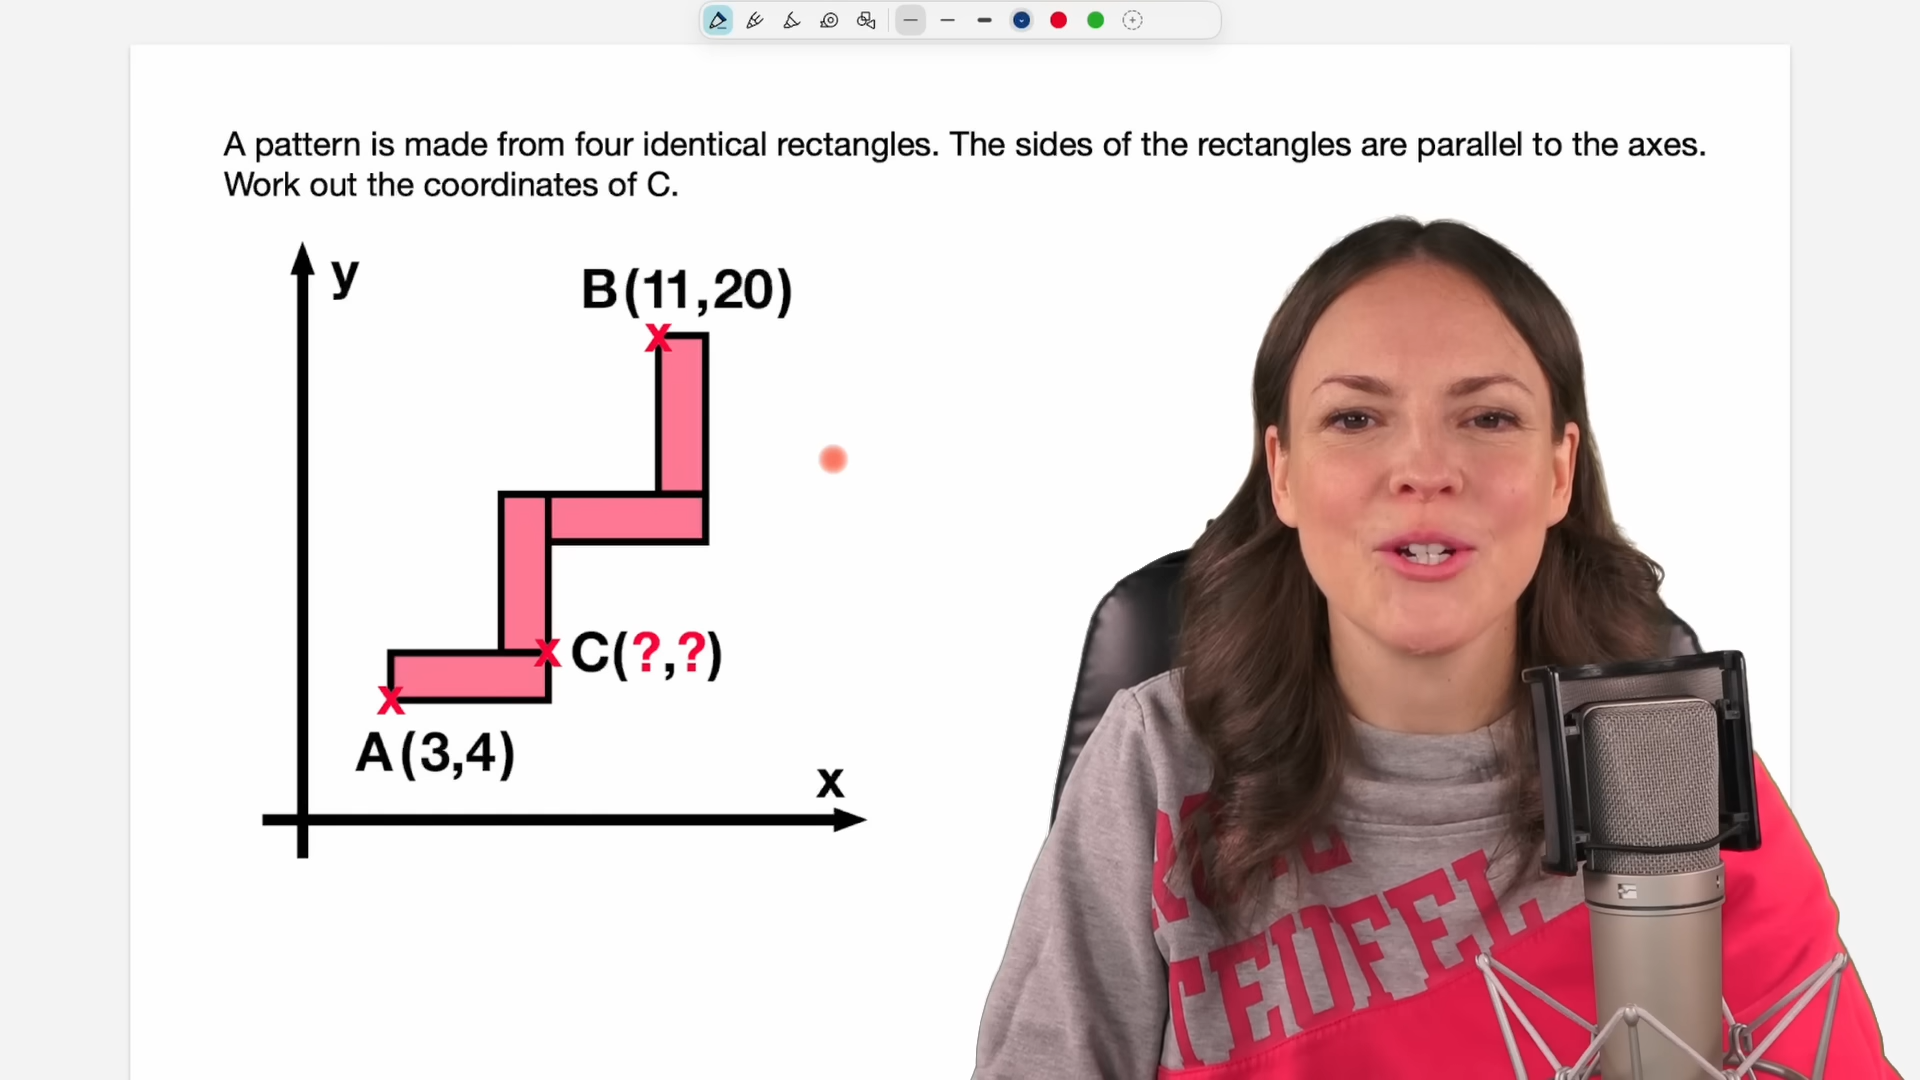 A pattern is made from four identical rectangles. The sides of the rectangles are parallel to the axes.
Work out the coordinates of C.
y
B(11,20)
C(?,?)
A(3,4)
x
TEUFEL